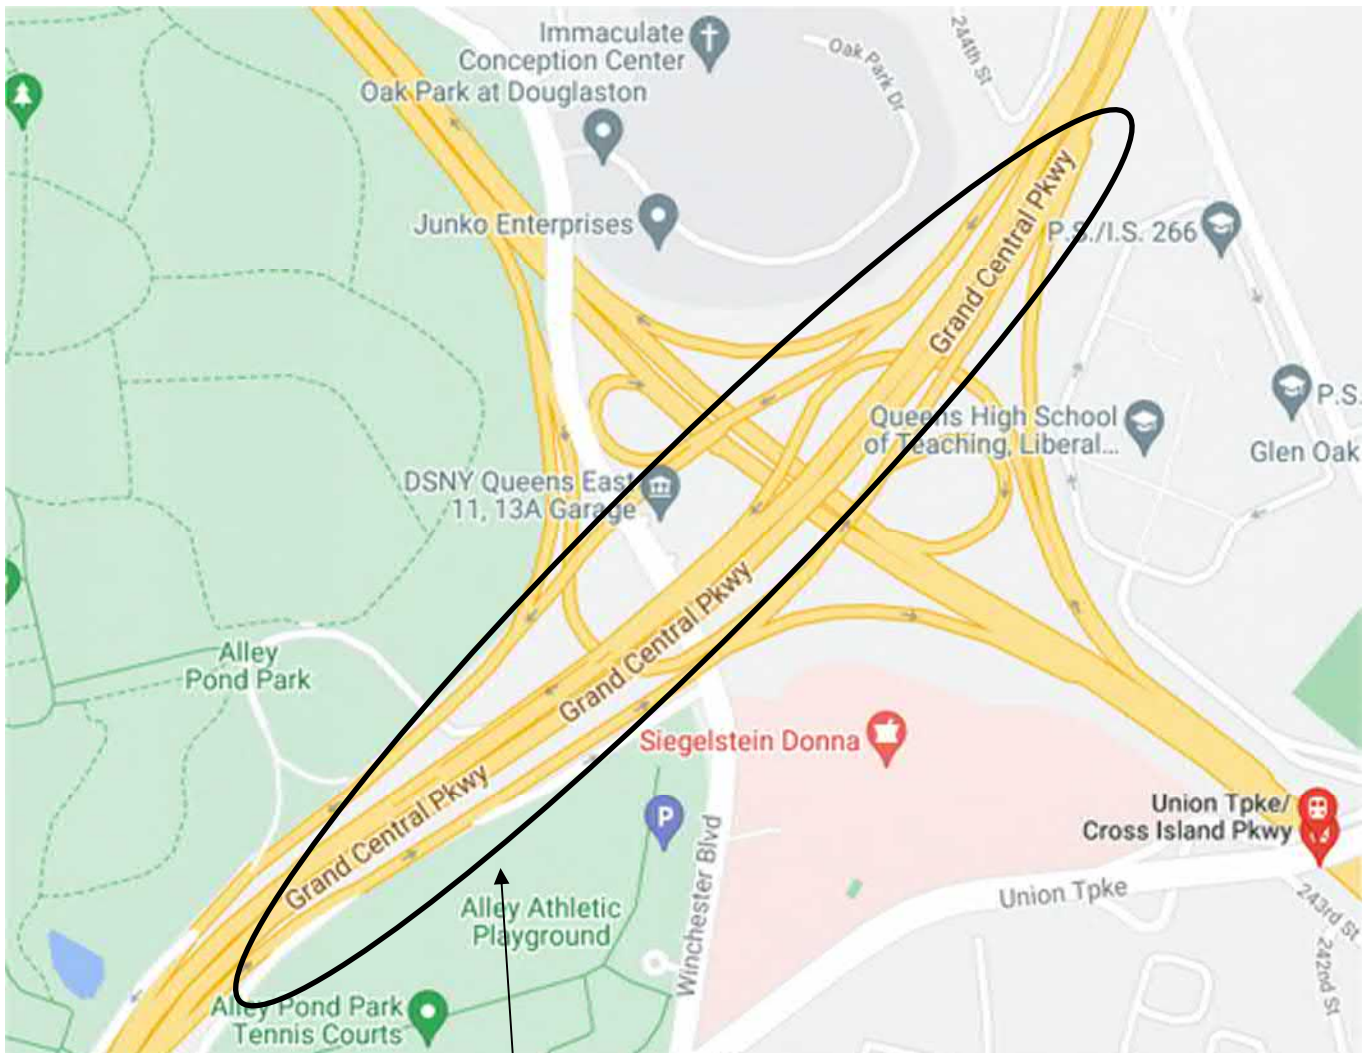 Immaculate
Conception Center
Oak Park Dr
244th St
Oak Park at Douglaston
Junko Enterprises
Grand Central Pkwy
P.S./I.S. 266
P.S.
Glen Oak
Queens High School
of Teaching, Liberal...
DSNY Queens East
11, 13A Garage
Grand Central Pkwy
Alley
Pond Park
Siegelstein Donna
Grand Central Pkwy
P
Union Tpke/
Cross Island Pkwy
Winchester Blvd
Union Tpke
Alley Athletic
Playground
243rd St
242nd St
Alley Pond Park
Tennis Courts